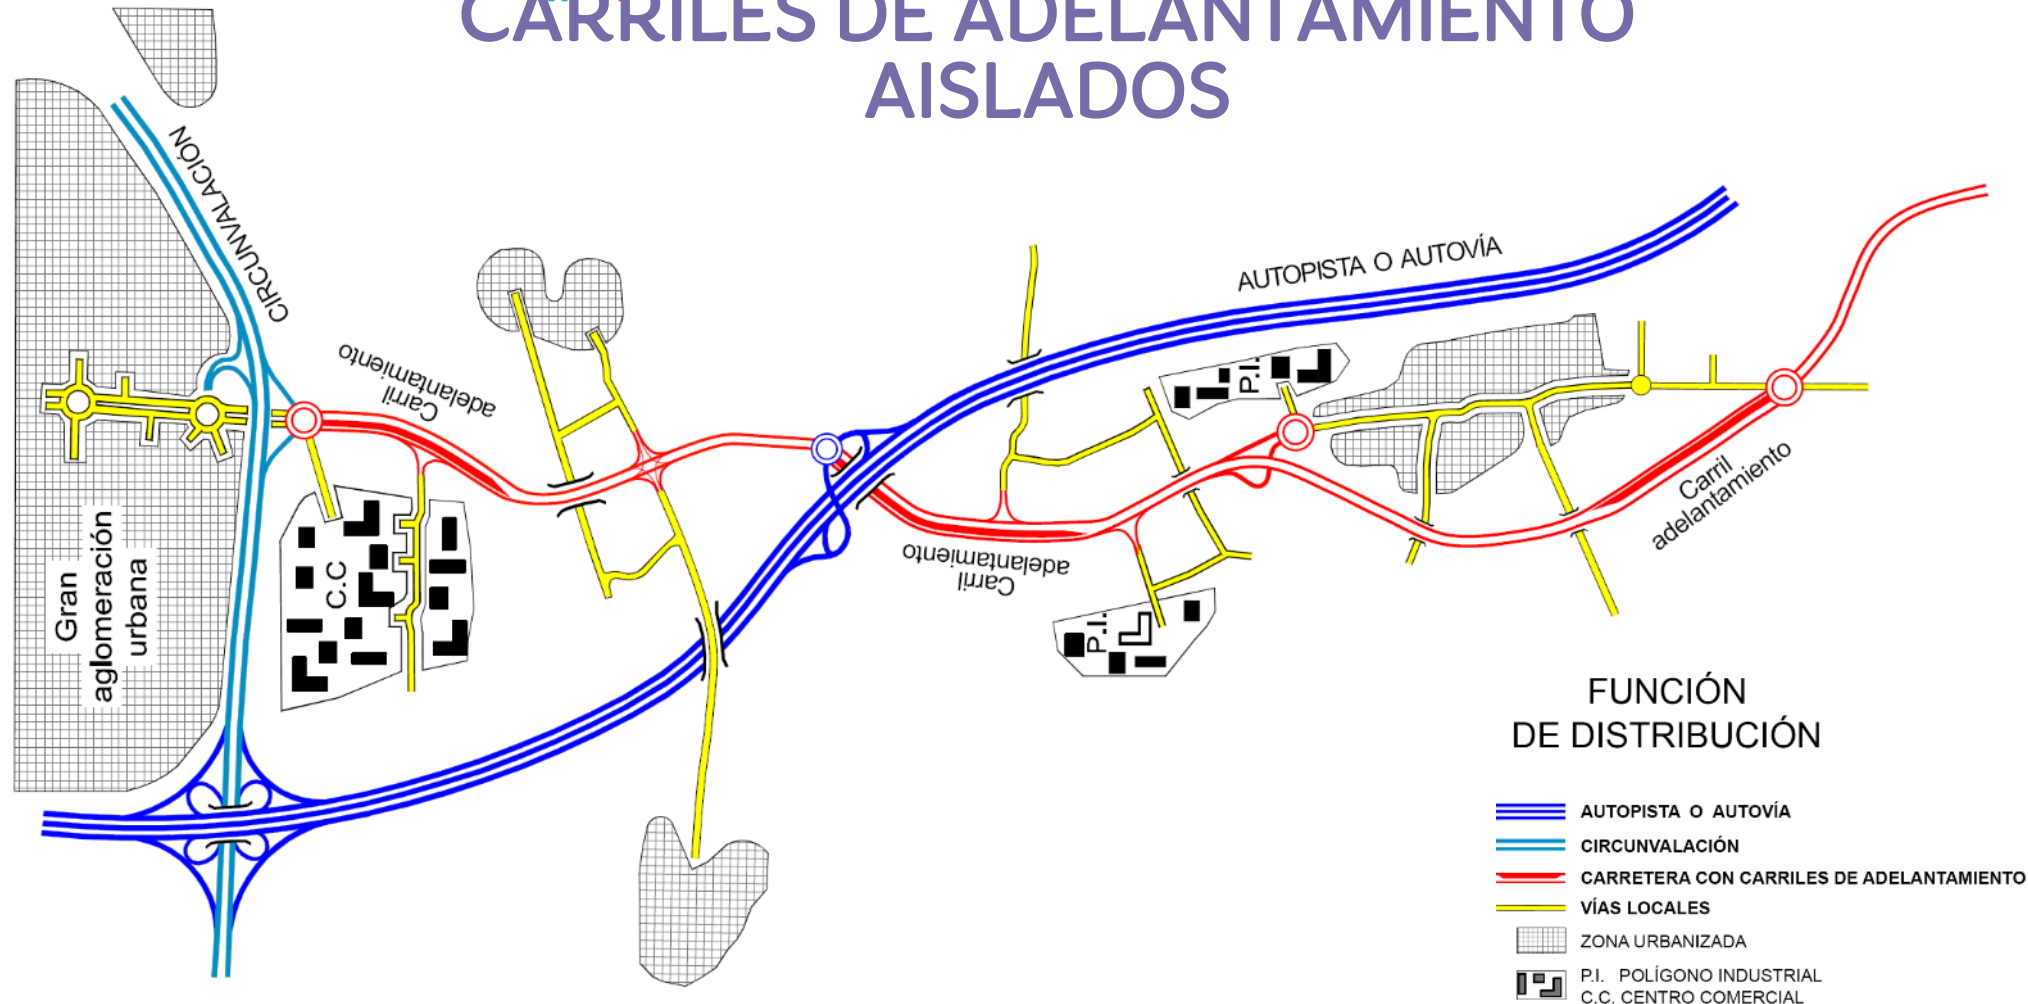 CARRILES DE ADELANTAMIENTO
AISLADOS
CIRCUNVALACIÓN
Carril
adelantamiento
AUTOPISTA O AUTOVÍA
P.I.
Gran
aglomeración
urbana
C.C
Carril
adelantamiento
P.I.
Carril
adelantamiento
FUNCIÓN
DE DISTRIBUCIÓN
AUTOPISTA O AUTOVÍA
CIRCUNVALACIÓN
CARRETERA CON CARRILES DE ADELANTAMIENTO
VÍAS LOCALES
ZONA URBANIZADA
P.I. POLÍGONO INDUSTRIAL
C.C. CENTRO COMERCIAL